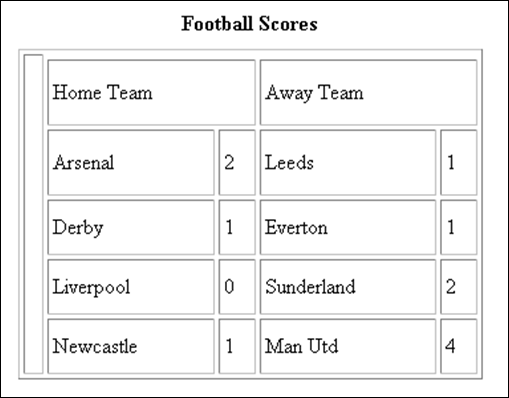 Football Scores
Home Team Away Team
Arsenal 2 Leeds 1
Derby 1 Everton 1
Liverpool 0 Sunderland 2
Newcastle 1 Man Utd 4